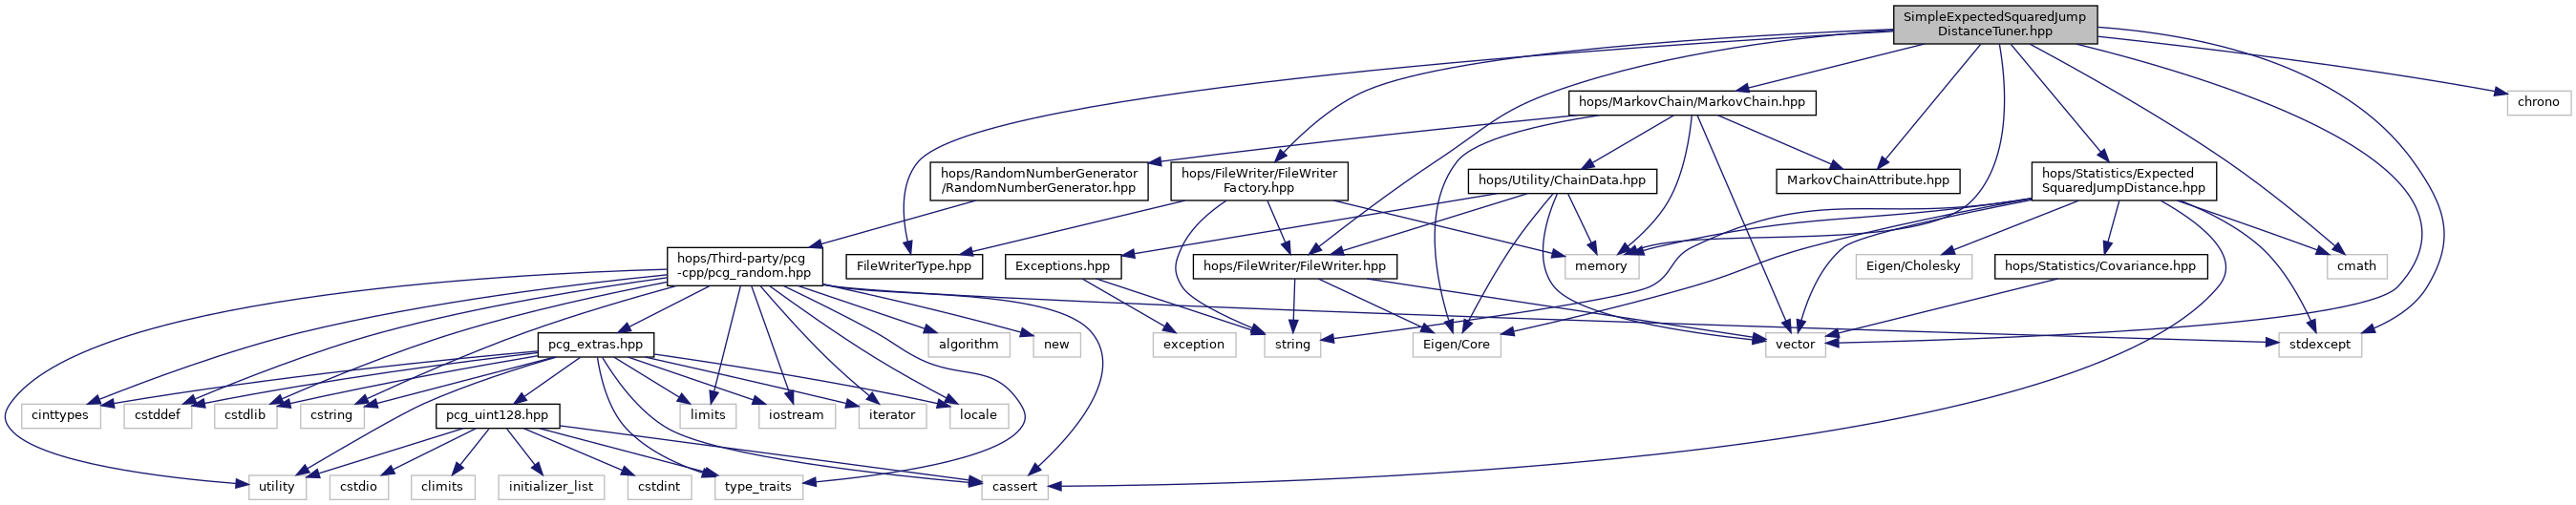 SimpleExpectedSquaredJump
DistanceTuner.hpp
hops/MarkovChain/MarkovChain.hpp
chrono
hops/RandomNumberGenerator
/RandomNumberGenerator.hpp
hops/FileWriter/FileWriter
Factory.hpp
hops/Utility/ChainData.hpp
MarkovChainAttribute.hpp
hops/Statistics/Expected
SquaredJumpDistance.hpp
hops/Third-party/pcg
-cpp/pcg_random.hpp
FileWriterType.hpp
Exceptions.hpp
hops/FileWriter/FileWriter.hpp
memory
Eigen/Cholesky
hops/Statistics/Covariance.hpp
cmath
pcg_extras.hpp
algorithm
new
exception
string
Eigen/Core
vector
stdexcept
cinttypes
cstddef
cstdlib
cstring
pcg_uint128.hpp
limits
iostream
iterator
locale
utility
cstdio
climits
initializer_list
cstdint
type_traits
cassert